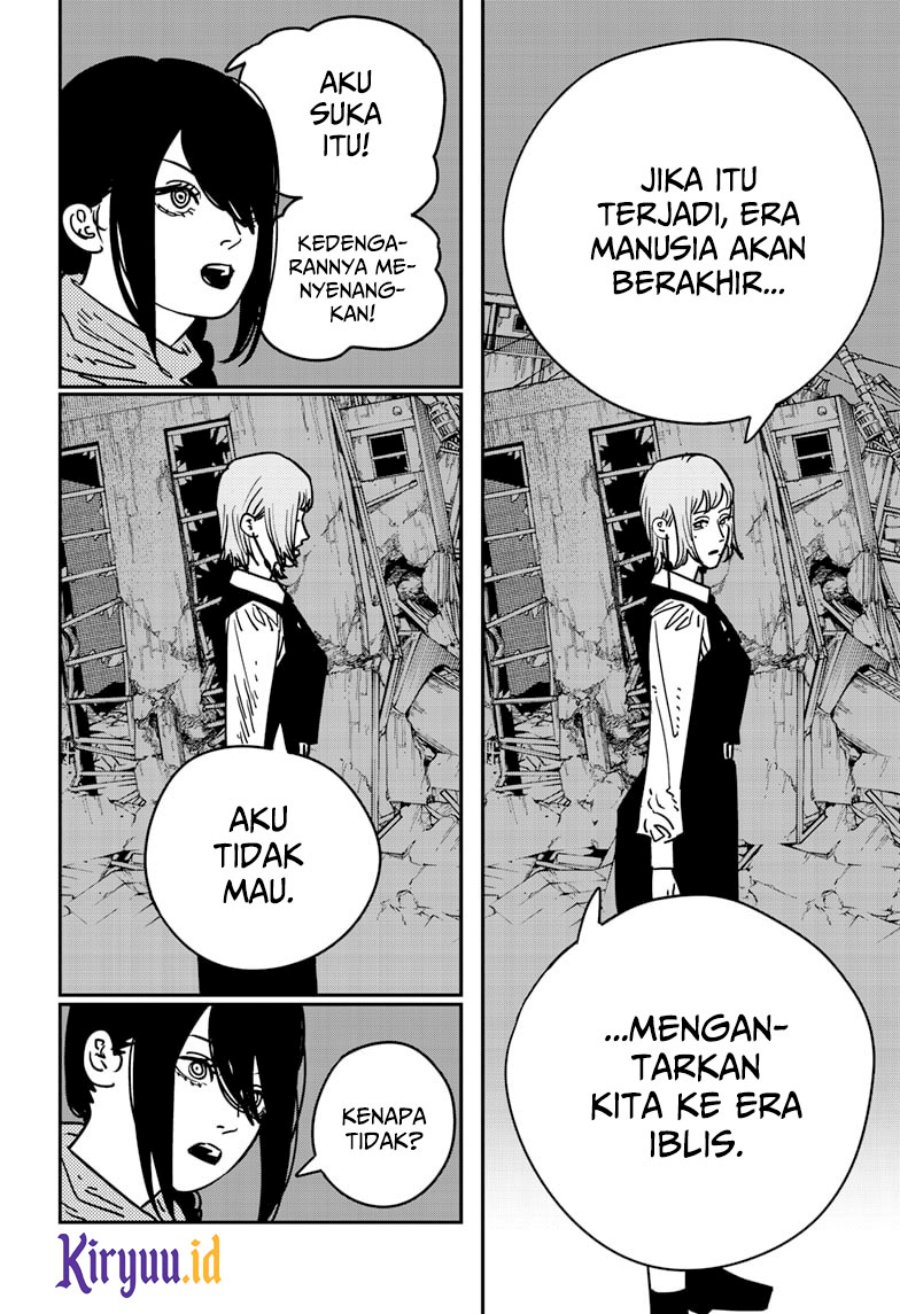 JIKA ITU
TERJADI, ERA
MANUSIA AKAN
BERAKHIR...
...MENGAN-
TARKAN
KITA KE ERA
IBLIS.
AKU
SUKA
ITU!
KEDENGA-
RANNYA ME-
NYENANG-
KAN!
AKU
TIDAK
MAU.
KENAPA
TIDAK?
Kiryuu.id